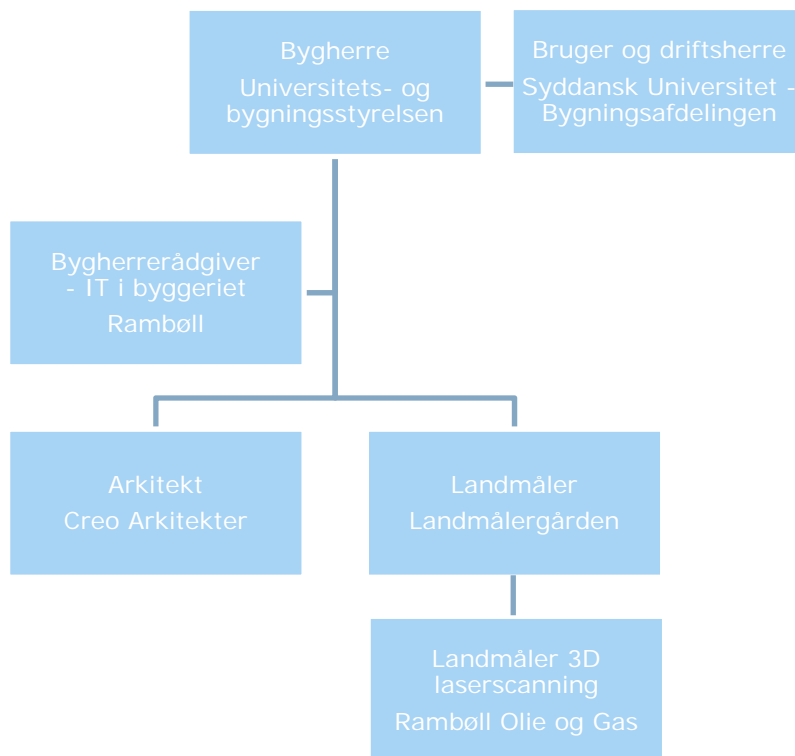 Bygherre
Universitets- og
bygningsstyrelsen
Bruger og driftsherre
Syddansk Universitet -
Bygningsafdelingen
Bygherrerådgiver
- IT i byggeriet
Rambøll
Arkitekt
Creo Arkitekter
Landmåler
Landmålergården
Landmåler 3D
laserscanning
Rambøll Olie og Gas